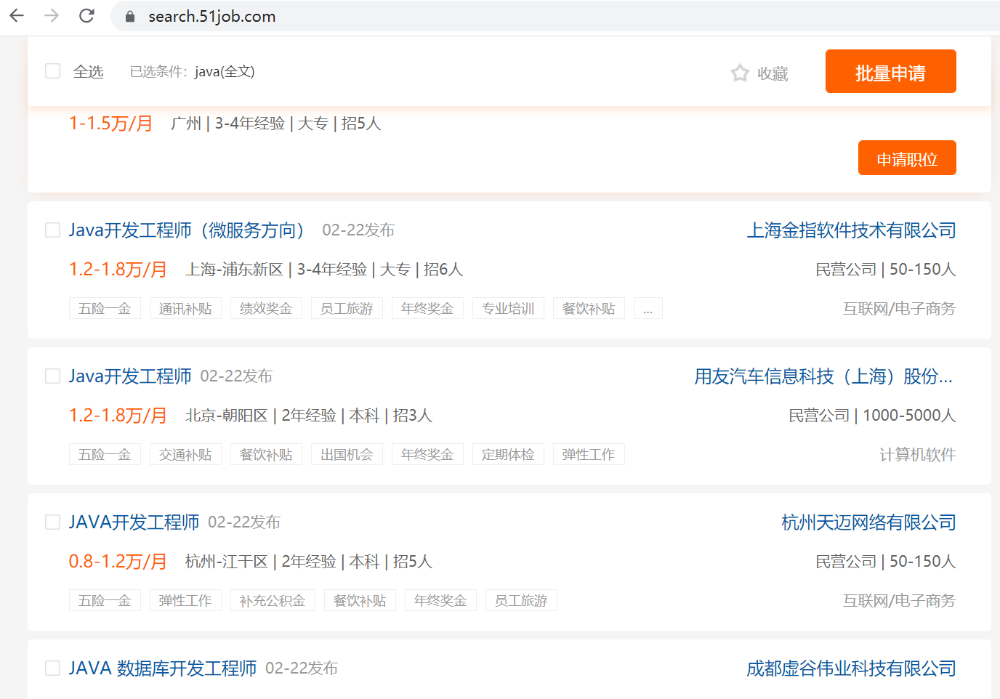 search.51job.com
全选 已选条件: java(全文) 收藏 批量申请
1-1.5万/月 广州 | 3-4年经验 | 大专 | 招5人
申请职位
Java开发工程师（微服务方向） 02-22发布 上海金指软件技术有限公司
1.2-1.8万/月 上海-浦东新区 | 3-4年经验 | 大专 | 招6人 民营公司 | 50-150人
五险一金 通讯补贴 绩效奖金 员工旅游 年终奖金 专业培训 餐饮补贴 ... 互联网/电子商务
Java开发工程师 02-22发布 用友汽车信息科技（上海）股份...
1.2-1.8万/月 北京-朝阳区 | 2年经验 | 本科 | 招3人 民营公司 | 1000-5000人
五险一金 交通补贴 餐饮补贴 出国机会 年终奖金 定期体检 弹性工作 计算机软件
JAVA开发工程师 02-22发布 杭州天迈网络有限公司
0.8-1.2万/月 杭州-江干区 | 2年经验 | 本科 | 招5人 民营公司 | 50-150人
五险一金 弹性工作 补充公积金 餐饮补贴 年终奖金 员工旅游 互联网/电子商务
JAVA 数据库开发工程师 02-22发布 成都虚谷伟业科技有限公司